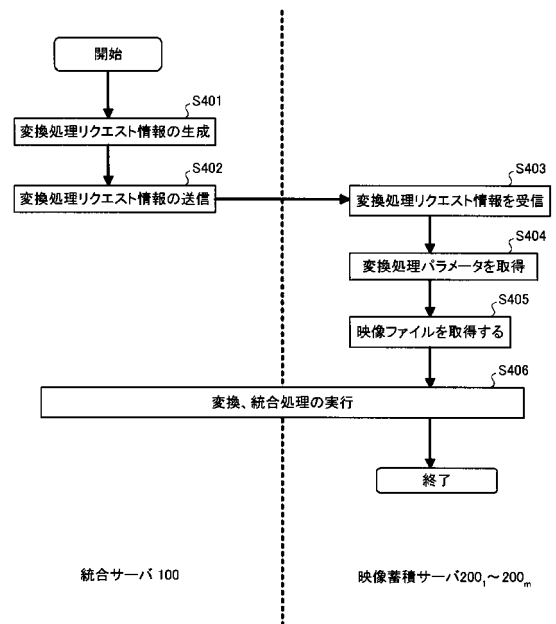 開始
S401
変換処理リクエスト情報の生成
S402
変換処理リクエスト情報の送信
S403
変換処理リクエスト情報を受信
S404
変換処理パラメータを取得
S405
映像ファイルを取得する
S406
変換、統合処理の実行
終了
統合サーバ 100
映像蓄積サーバ200₁～200ₘ